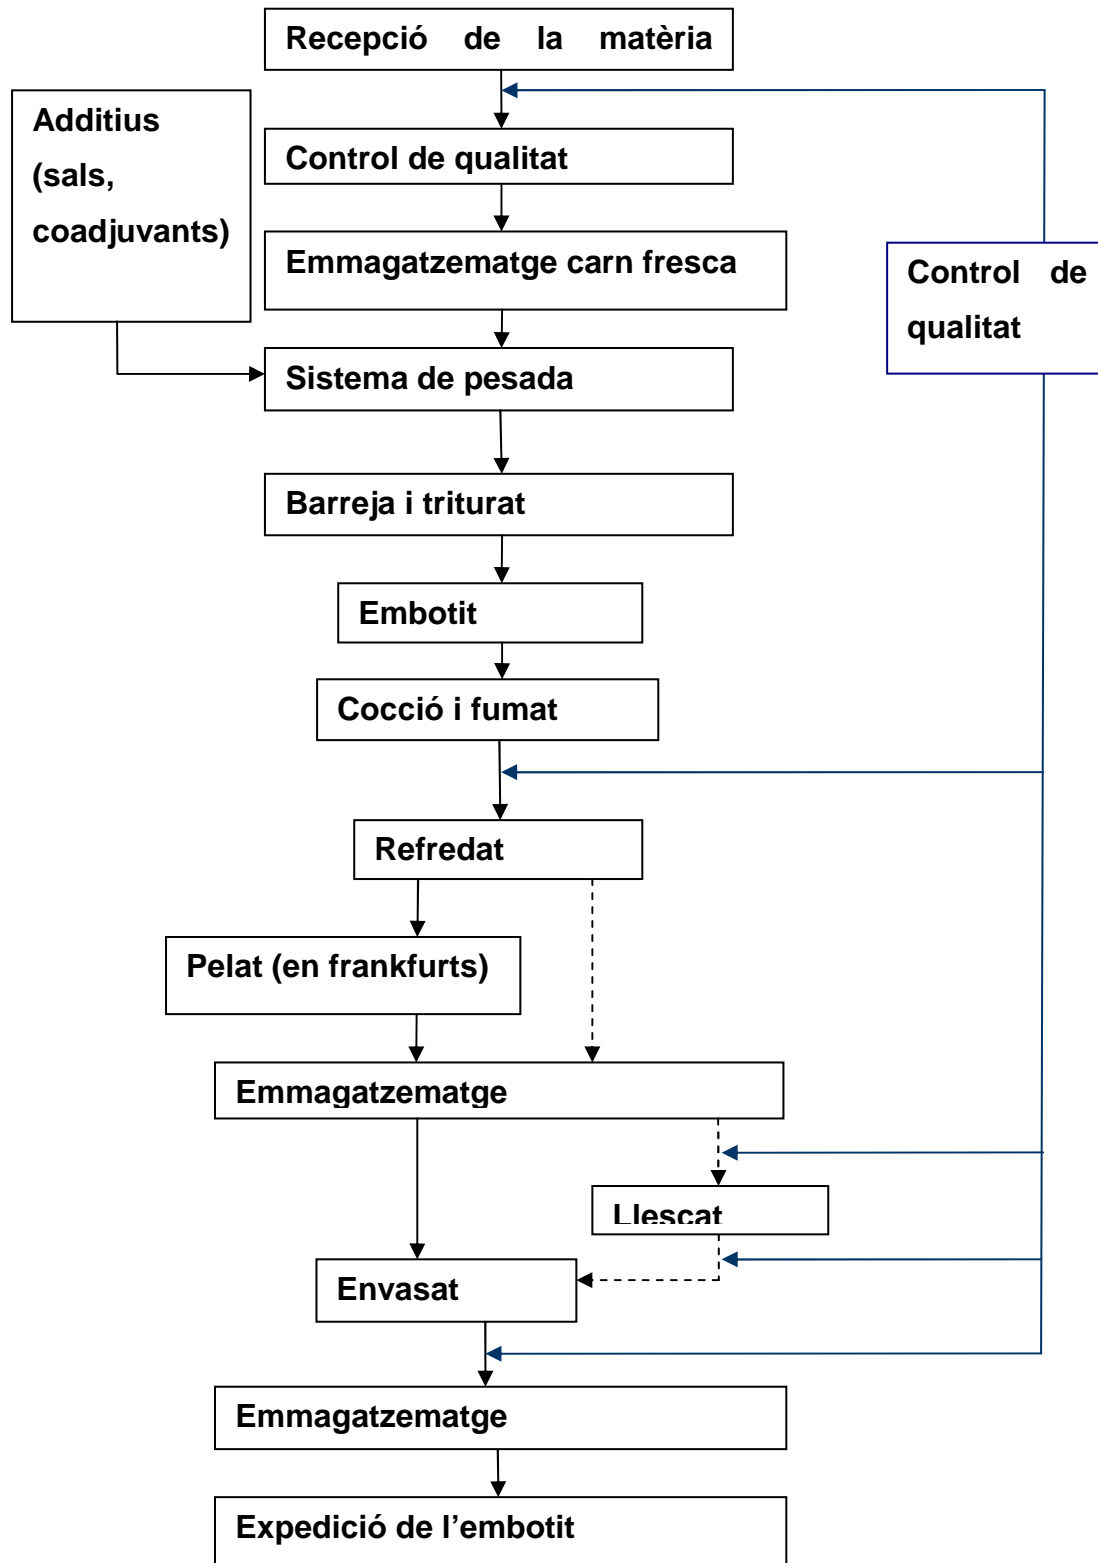 Recepció de la matèria
Additius
(sals,
coadjuvants)
Control de qualitat
Emmagatzematge carn fresca
Control de
qualitat
Sistema de pesada
Barreja i triturat
Embotit
Cocció i fumat
Refredat
Pelat (en frankfurts)
Emmagatzematge
Llescat
Envasat
Emmagatzematge
Expedició de l’embotit